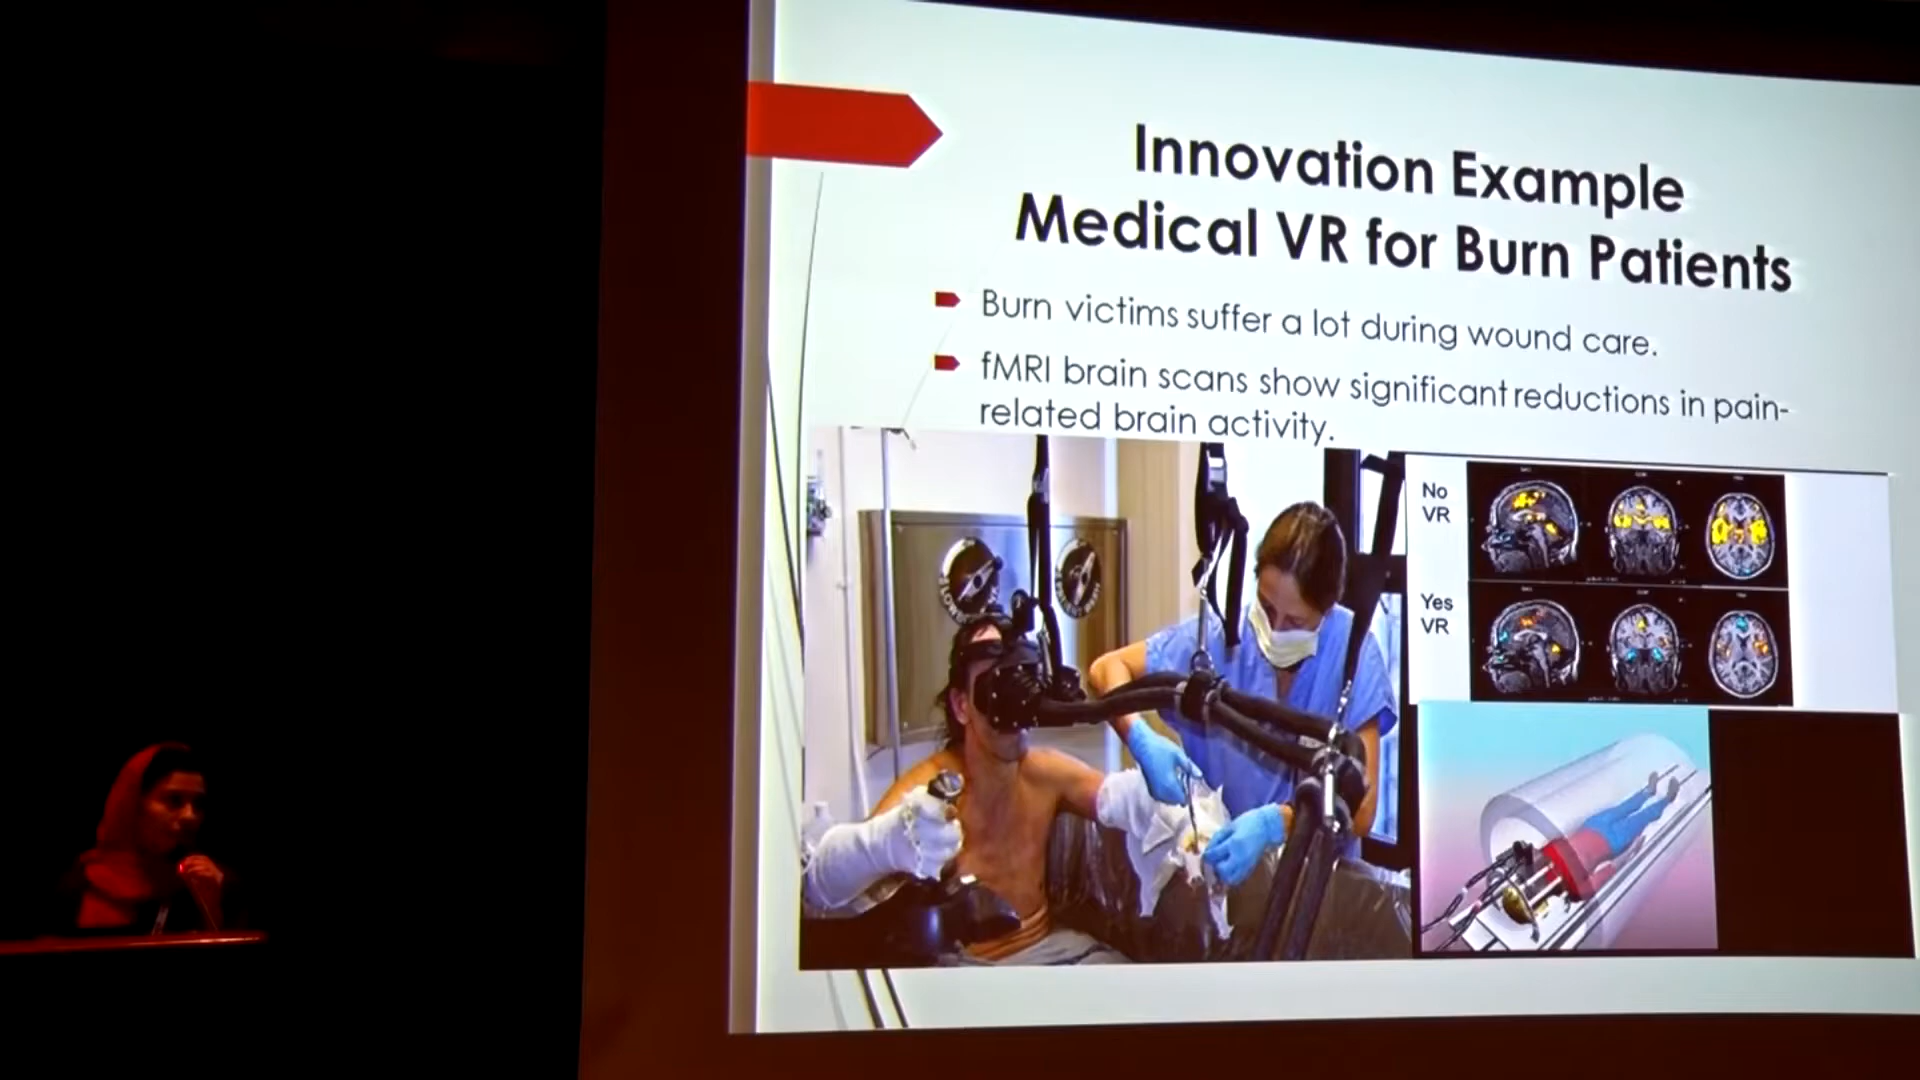 Innovation Example
Medical VR for Burn Patients
Burn victims suffer a lot during wound care.
fMRI brain scans show significant reductions in pain-
related brain activity.
No
VR
Yes
VR